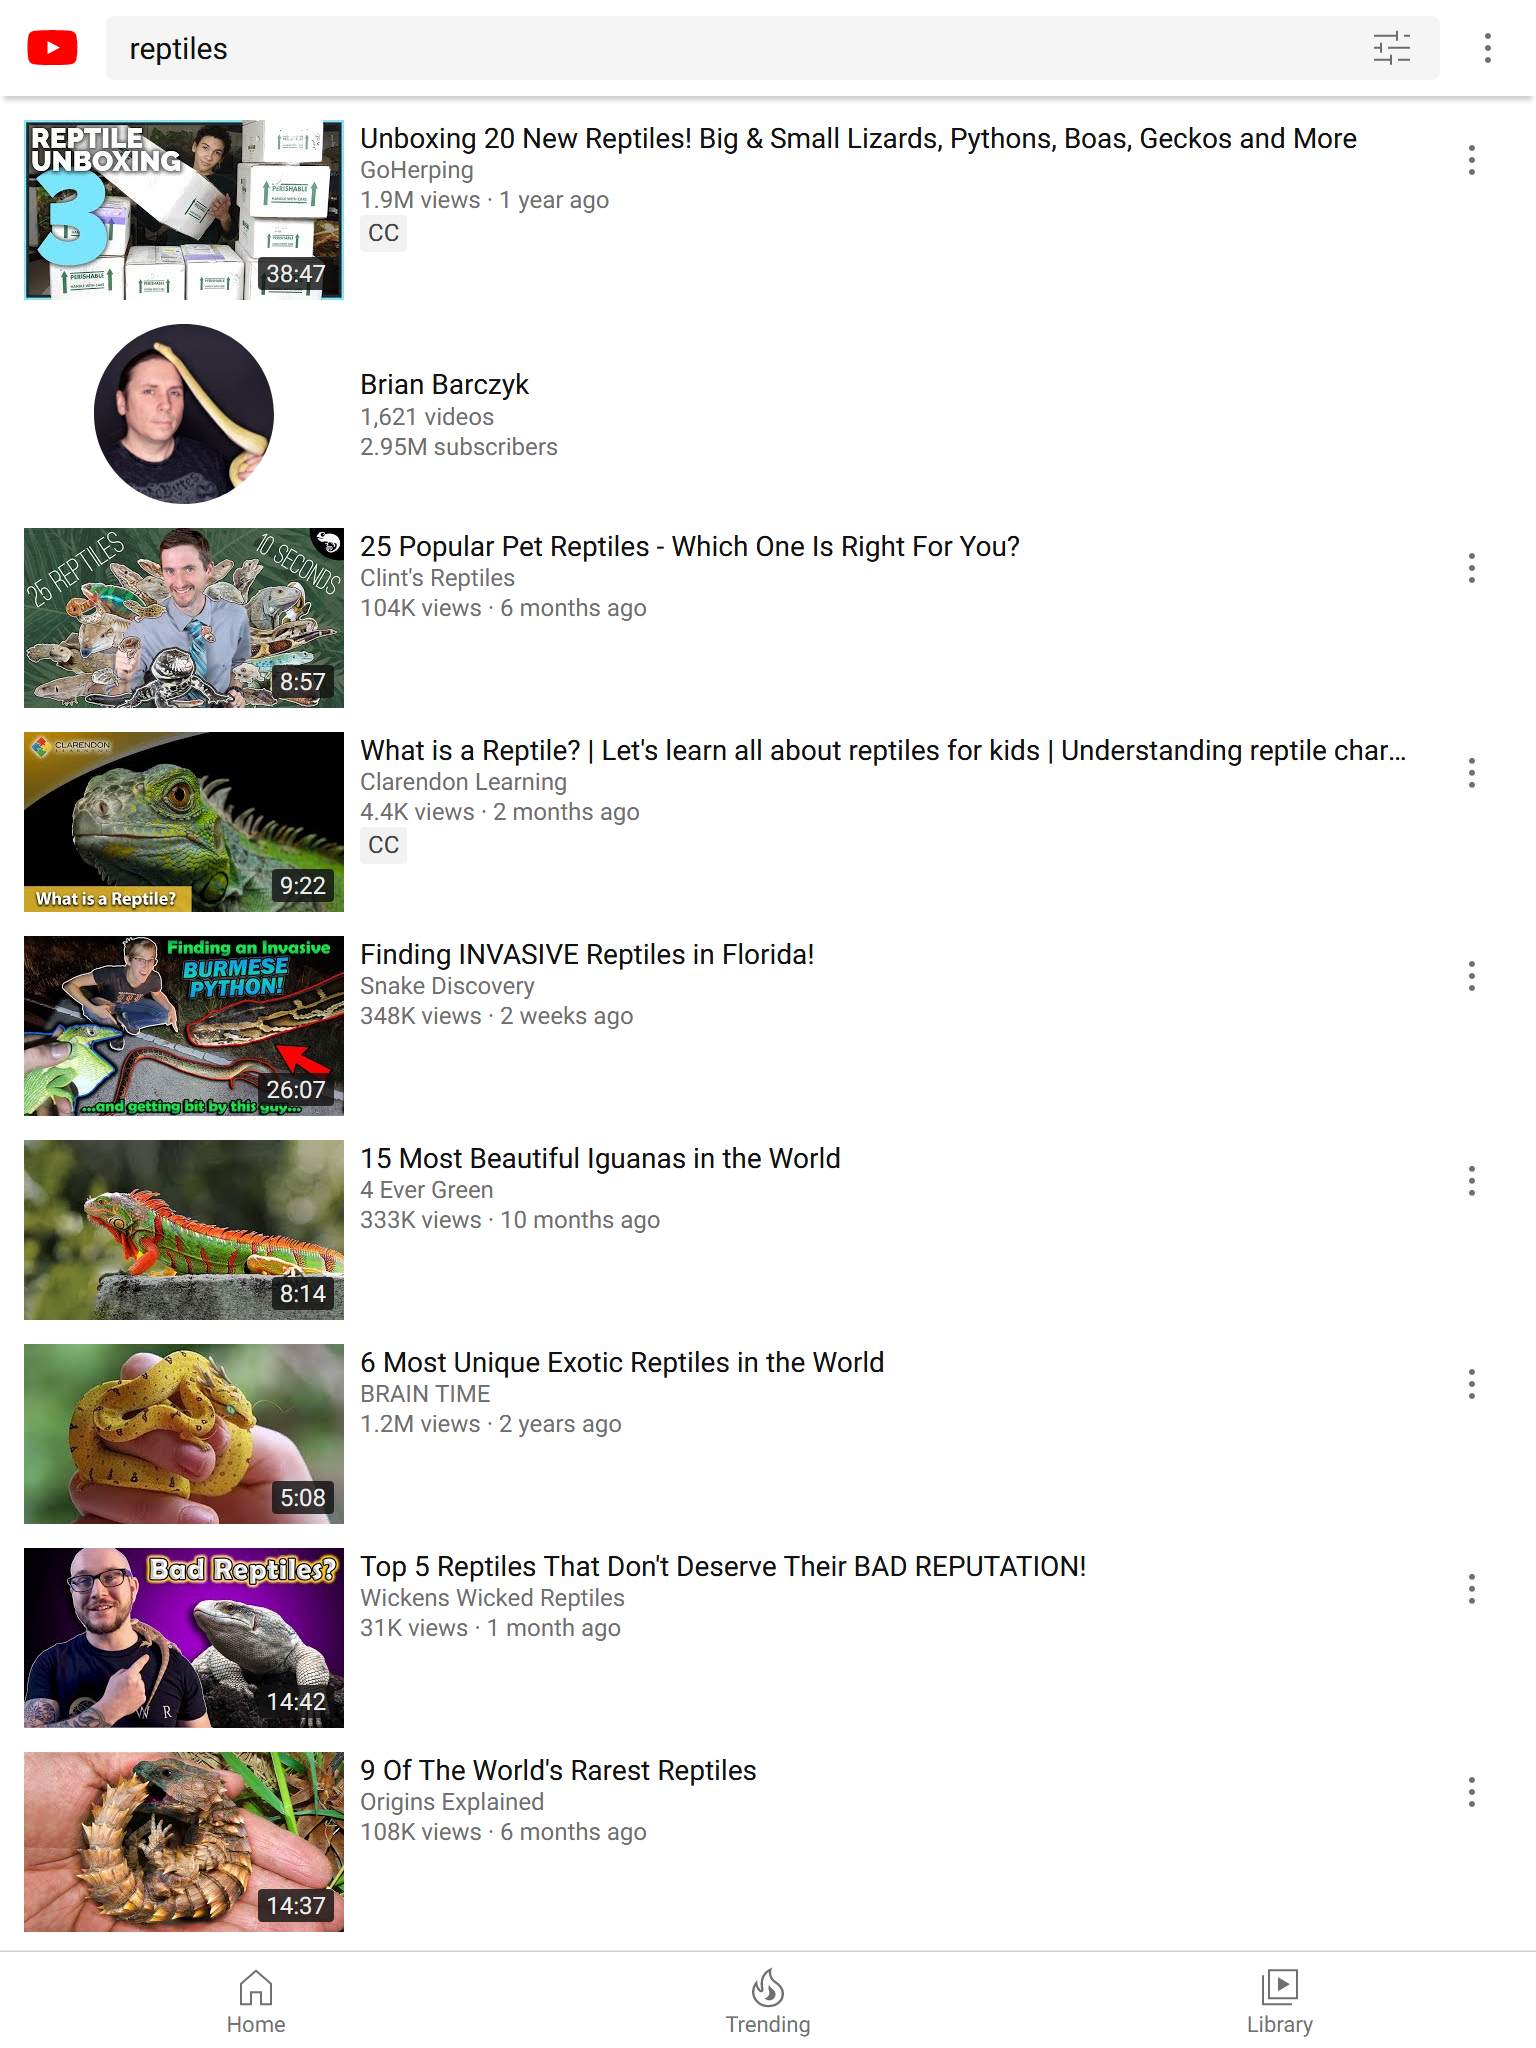 reptiles
REPTILE
UNBOXING
3
PERISHABLE
HANDLE WITH CARE
PERISHABLE
HANDLE WITH CARE
38:47
Unboxing 20 New Reptiles! Big & Small Lizards, Pythons, Boas, Geckos and More
GoHerping
1.9M views · 1 year ago
CC
Brian Barczyk
1,621 videos
2.95M subscribers
25 REPTILES
10 SECONDS
8:57
25 Popular Pet Reptiles - Which One Is Right For You?
Clint's Reptiles
104K views · 6 months ago
CLARENDON
LEARNING
What is a Reptile?
9:22
What is a Reptile? | Let's learn all about reptiles for kids | Understanding reptile char...
Clarendon Learning
4.4K views · 2 months ago
CC
Finding an Invasive
BURMESE
PYTHON!
...and getting bit by this guy...
26:07
Finding INVASIVE Reptiles in Florida!
Snake Discovery
348K views · 2 weeks ago
8:14
15 Most Beautiful Iguanas in the World
4 Ever Green
333K views · 10 months ago
5:08
6 Most Unique Exotic Reptiles in the World
BRAIN TIME
1.2M views · 2 years ago
Bad Reptiles?
W R
14:42
Top 5 Reptiles That Don't Deserve Their BAD REPUTATION!
Wickens Wicked Reptiles
31K views · 1 month ago
14:37
9 Of The World's Rarest Reptiles
Origins Explained
108K views · 6 months ago
Home
Trending
Library